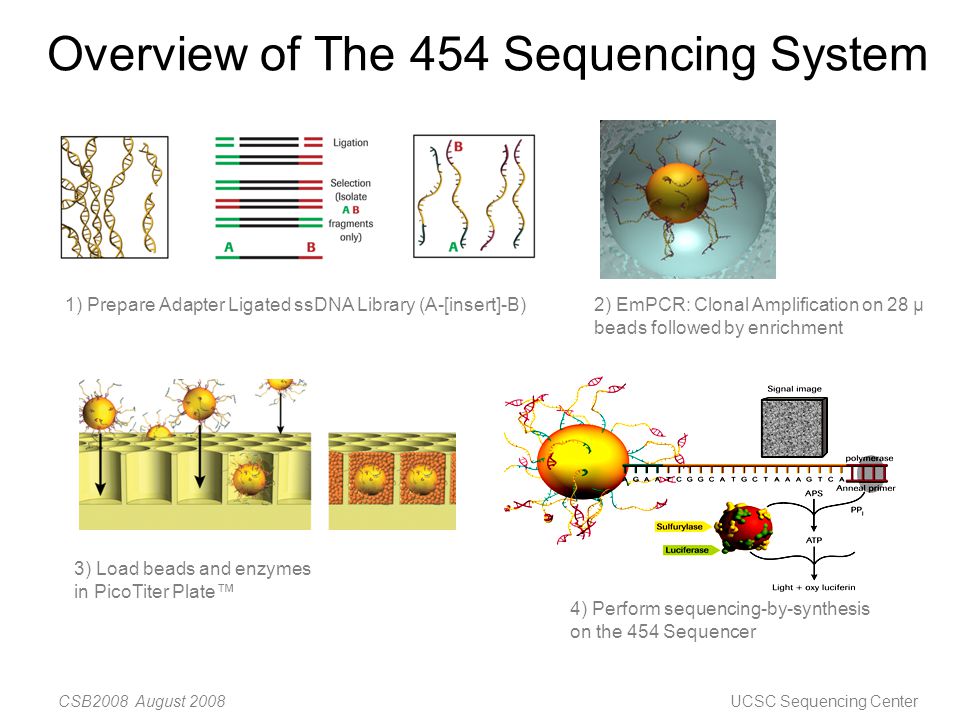 Overview of The 454 Sequencing System
Ligation
Selection
(Isolate
A B
fragments
only)
A B
B
A
1) Prepare Adapter Ligated ssDNA Library (A-[insert]-B)
2) EmPCR: Clonal Amplification on 28 µ
beads followed by enrichment
3) Load beads and enzymes
in PicoTiter Plate™
Signal image
polymerase
A G A A T C G G C A T G C T A A A G T C A
Anneal primer
APS
PPi
Sulfurylase
Luciferase
ATP
Light + oxy luciferin
4) Perform sequencing-by-synthesis
on the 454 Sequencer
CSB2008 August 2008
UCSC Sequencing Center